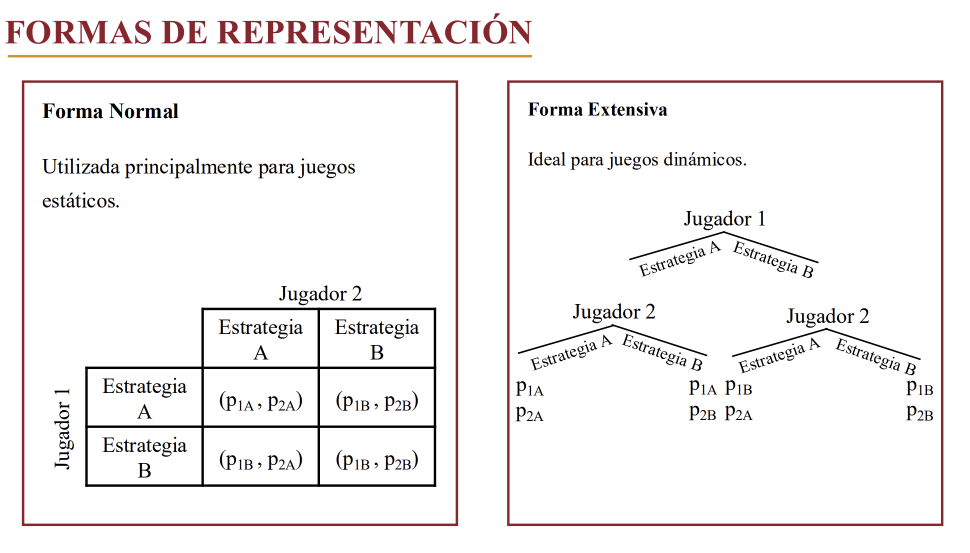 FORMAS DE REPRESENTACIÓN
Forma Normal
Utilizada principalmente para juegos
estáticos.
Jugador 2
Estrategia A
Estrategia B
Jugador 1
Estrategia A
(p1A , p2A)
(p1B , p2B)
Estrategia B
(p1B , p2A)
(p1B , p2B)
Forma Extensiva
Ideal para juegos dinámicos.
Jugador 1
Estrategia A
Estrategia B
Jugador 2
Jugador 2
Estrategia A
Estrategia B
Estrategia A
Estrategia B
p1A
p1A
p1B
p1B
p2A
p2B
p2A
p2B